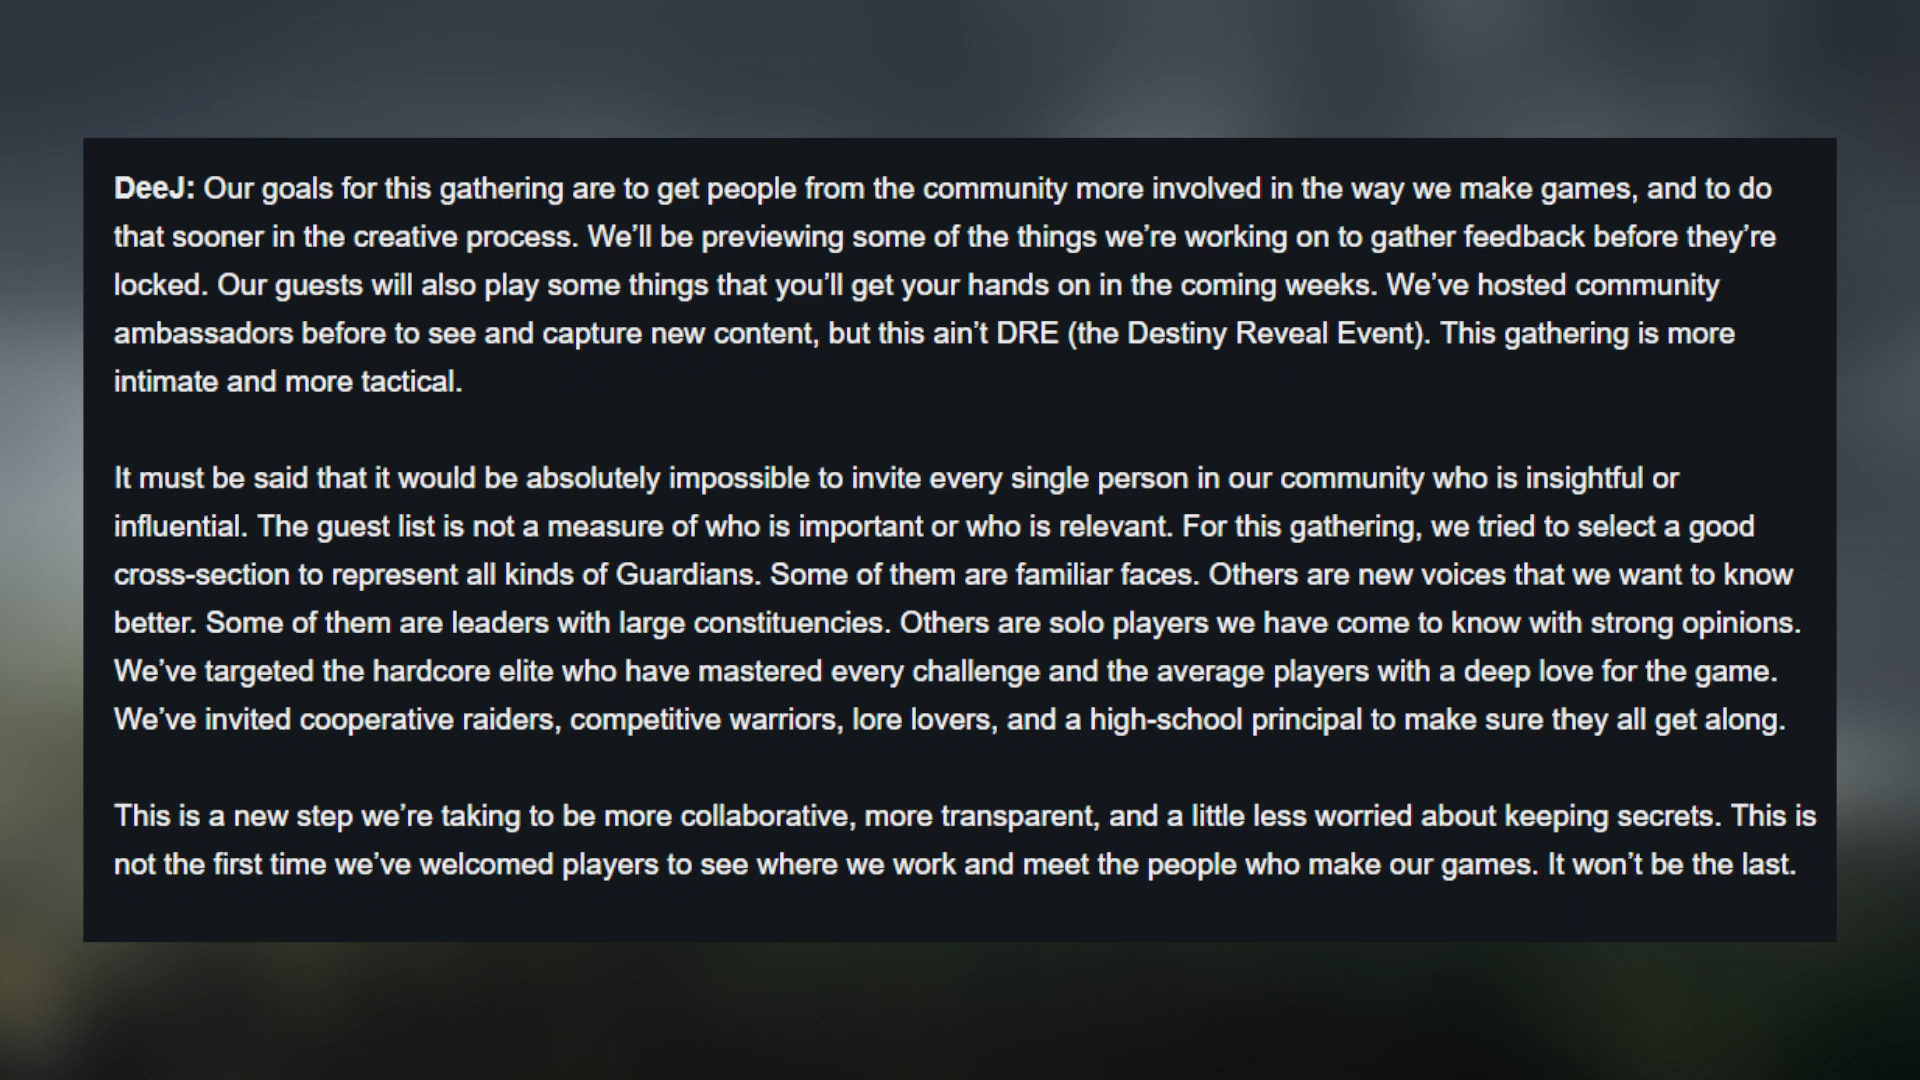 DeeJ: Our goals for this gathering are to get people from the community more involved in the way we make games, and to do
that sooner in the creative process. We’ll be previewing some of the things we’re working on to gather feedback before they’re
locked. Our guests will also play some things that you’ll get your hands on in the coming weeks. We’ve hosted community
ambassadors before to see and capture new content, but this ain’t DRE (the Destiny Reveal Event). This gathering is more
intimate and more tactical.
It must be said that it would be absolutely impossible to invite every single person in our community who is insightful or
influential. The guest list is not a measure of who is important or who is relevant. For this gathering, we tried to select a good
cross-section to represent all kinds of Guardians. Some of them are familiar faces. Others are new voices that we want to know
better. Some of them are leaders with large constituencies. Others are solo players we have come to know with strong opinions.
We’ve targeted the hardcore elite who have mastered every challenge and the average players with a deep love for the game.
We’ve invited cooperative raiders, competitive warriors, lore lovers, and a high-school principal to make sure they all get along.
This is a new step we’re taking to be more collaborative, more transparent, and a little less worried about keeping secrets. This is
not the first time we’ve welcomed players to see where we work and meet the people who make our games. It won’t be the last.